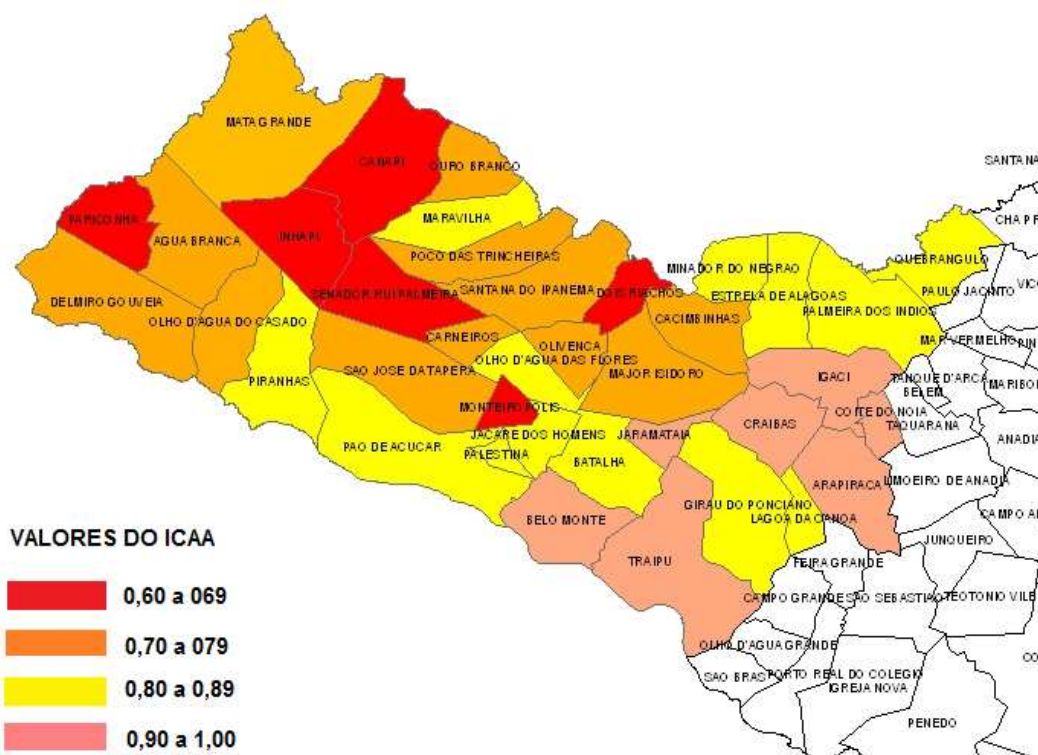 MATA GRANDE
CANAPI
OURO BRANCO
SANTANA
PARICONHA
MARAVILHA
CHA PR
INHAPI
AGUA BRANCA
POCO DAS TRINCHEIRAS
QUEBRANGULO
MINADOR DO NEGRAO
SENADOR RUI PALMEIRA
SANTANA DO IPANEMA
DOIS RIACHOS
ESTRELA DE ALAGOAS
PAULO JACINTO
VICO
DELMIRO GOUVEIA
OLHO D'AGUA DO CASADO
CACIMBINHAS
PALMEIRA DOS INDIOS
CARNEIROS
OLIVENCA
MAR VERMELHO
PIN
OLHO D'AGUA DAS FLORES
SAO JOSE DA TAPERA
MAJOR ISIDORO
IGACI
TANQUE D'ARCA
PIRANHAS
BELEM
MARIBO
MONTEIROPOLIS
COITE DO NOIA
CRAIBAS
TAQUARANA
JACARE DOS HOMENS
JARAMATAIA
ANADIA
PAO DE ACUCAR
PALESTINA
BATALHA
ARAPIRACA
LIMOEIRO DE ANADIA
GIRAU DO PONCIANO
BELO MONTE
LAGOA DA CANOA
CAMPO AL
VALORES DO ICAA
JUNQUEIRO
TRAIPU
FEIRA GRANDE
0,60 a 069
CAMPO GRANDE
SAO SEBASTIAO
TEOTONIO VILE
0,70 a 079
OLHO D'AGUA GRANDE
CO
SAO BRAS
PORTO REAL DO COLEGIO
0,80 a 0,89
IGREJA NOVA
PENEDO
0,90 a 1,00